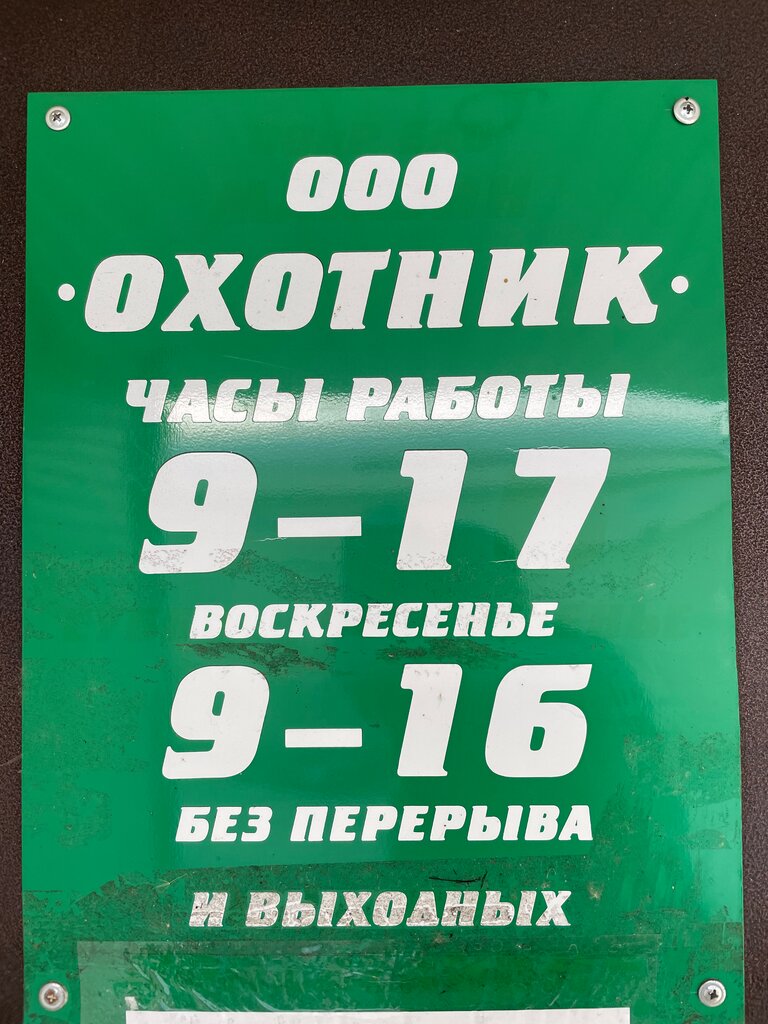 ООО
·ОХОТНИК·
ЧАСЫ РАБОТЫ
9–17
ВОСКРЕСЕНЬЕ
9–16
БЕЗ ПЕРЕРЫВА
И ВЫХОДНЫХ